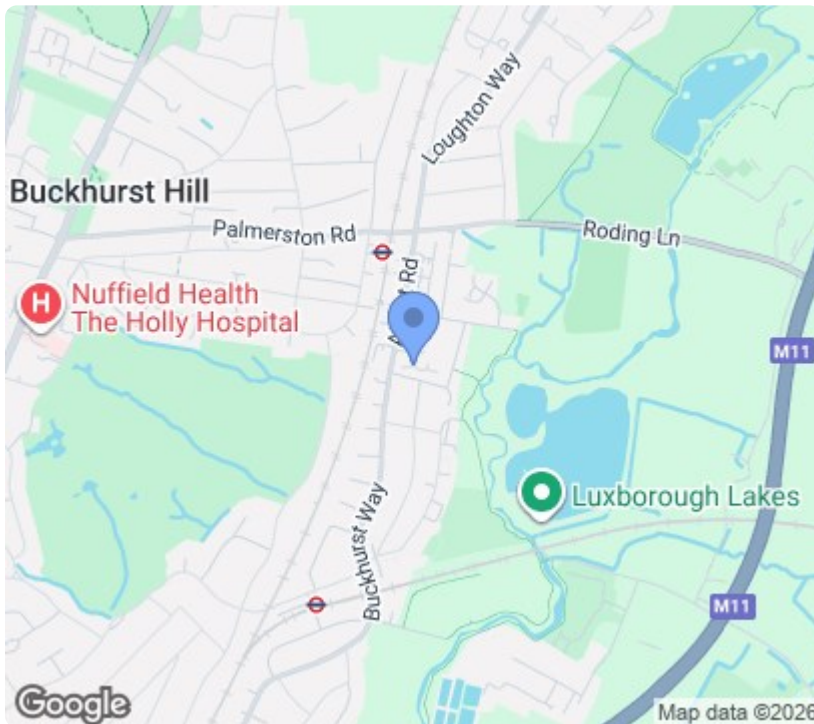 Loughton Way
Buckhurst Hill
Palmerston Rd
Roding Ln
Rd
H
Nuffield Health
The Holly Hospital
M11
Luxborough Lakes
Buckhurst Way
M11
Google
Map data ©2026